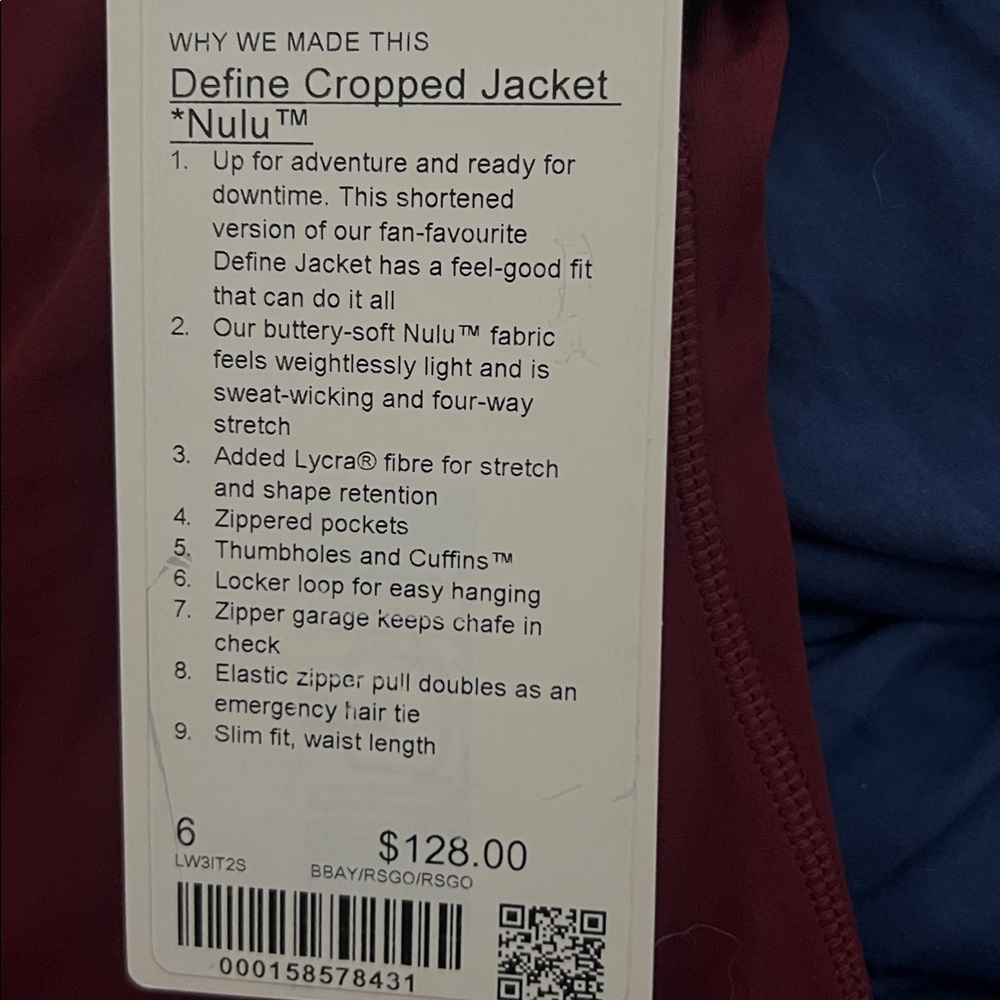 WHY WE MADE THIS
Define Cropped Jacket
*Nulu™
1. Up for adventure and ready for
downtime. This shortened
version of our fan-favourite
Define Jacket has a feel-good fit
that can do it all
2. Our buttery-soft Nulu™ fabric
feels weightlessly light and is
sweat-wicking and four-way
stretch
3. Added Lycra® fibre for stretch
and shape retention
4. Zippered pockets
5. Thumbholes and Cuffins™
6. Locker loop for easy hanging
7. Zipper garage keeps chafe in
check
8. Elastic zipper pull doubles as an
emergency hair tie
9. Slim fit, waist length
6 $128.00
LW3IT2S BBAY/RSGO/RSGO
000158578431